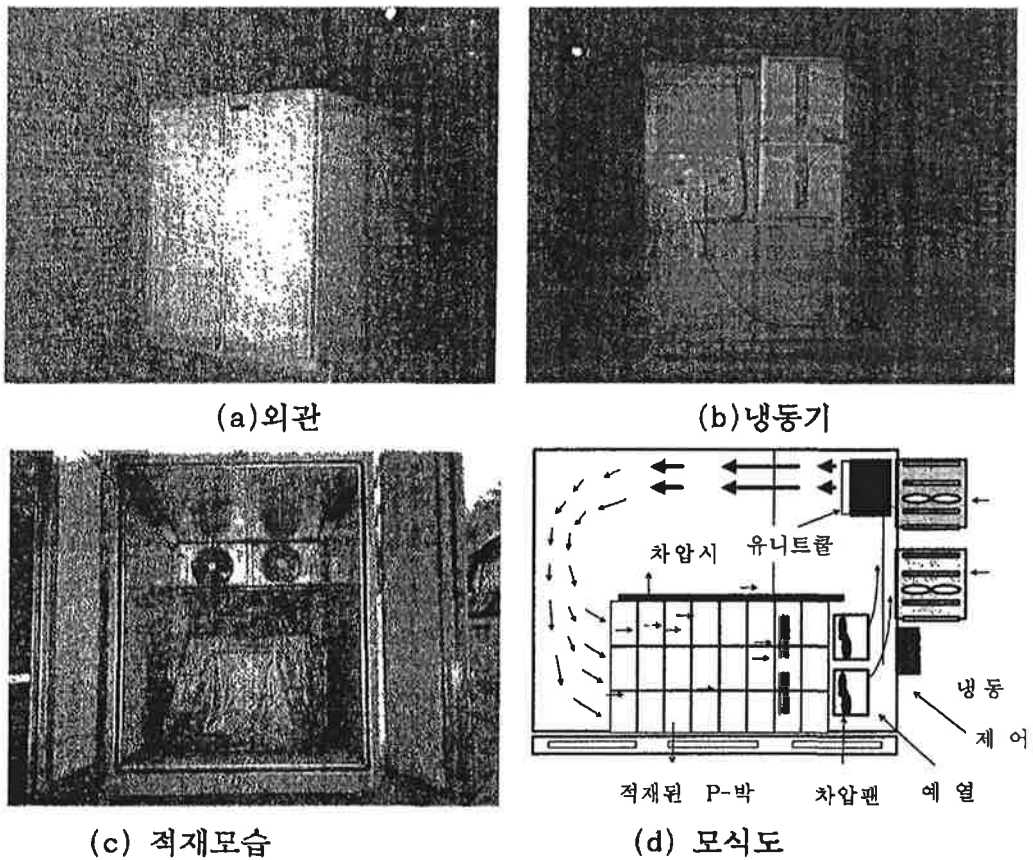 (a)외관
(b)냉동기
차압시
유니트쿨
냉동
제 어
적재된 P-박
차압팬
예 열
(c) 적재모습
(d) 모식도